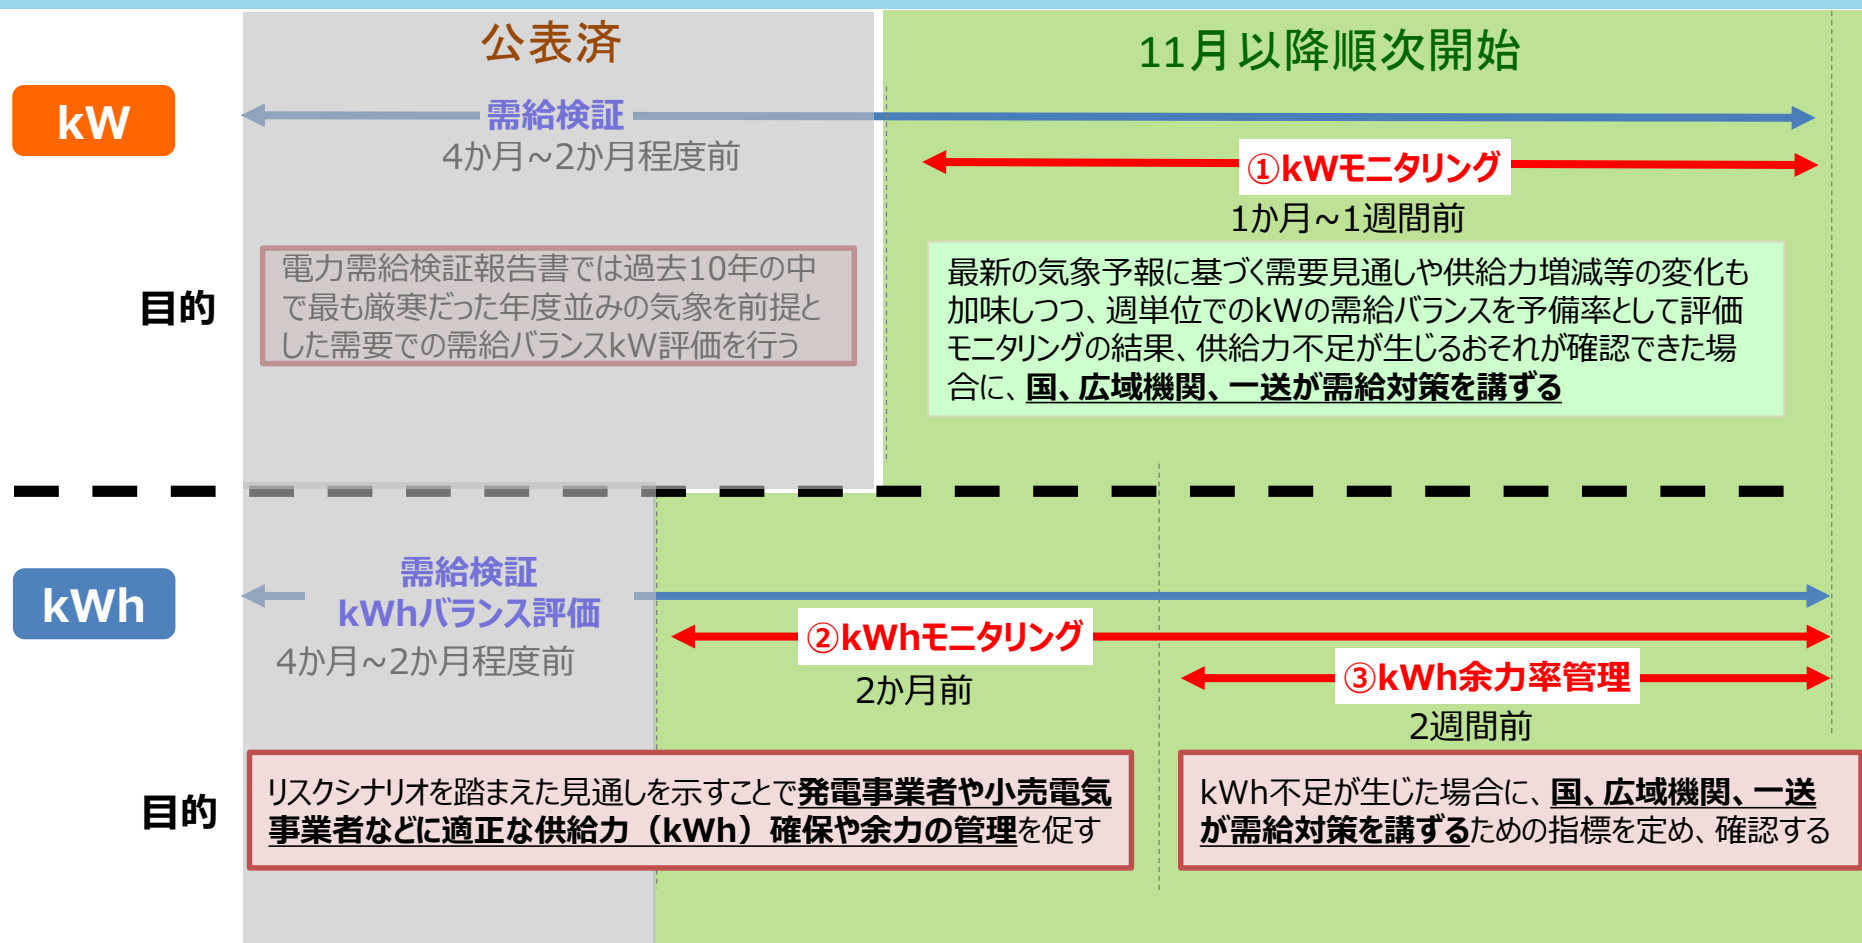 公表済
11月以降順次開始
kW
需給検証
4か月~2か月程度前
①kWモニタリング
1か月~1週間前
目的
電力需給検証報告書では過去10年の中
で最も厳寒だった年度並みの気象を前提と
した需要での需給バランスkW評価を行う
最新の気象予報に基づく需要見通しや供給力増減等の変化も
加味しつつ、週単位でのkWの需給バランスを予備率として評価
モニタリングの結果、供給力不足が生じるおそれが確認できた場
合に、国、広域機関、一送が需給対策を講ずる
kWh
需給検証
kWhバランス評価
4か月~2か月程度前
②kWhモニタリング
2か月前
③kWh余力率管理
2週間前
目的
リスクシナリオを踏まえた見通しを示すことで発電事業者や小売電気
事業者などに適正な供給力（kWh）確保や余力の管理を促す
kWh不足が生じた場合に、国、広域機関、一送
が需給対策を講ずるための指標を定め、確認する